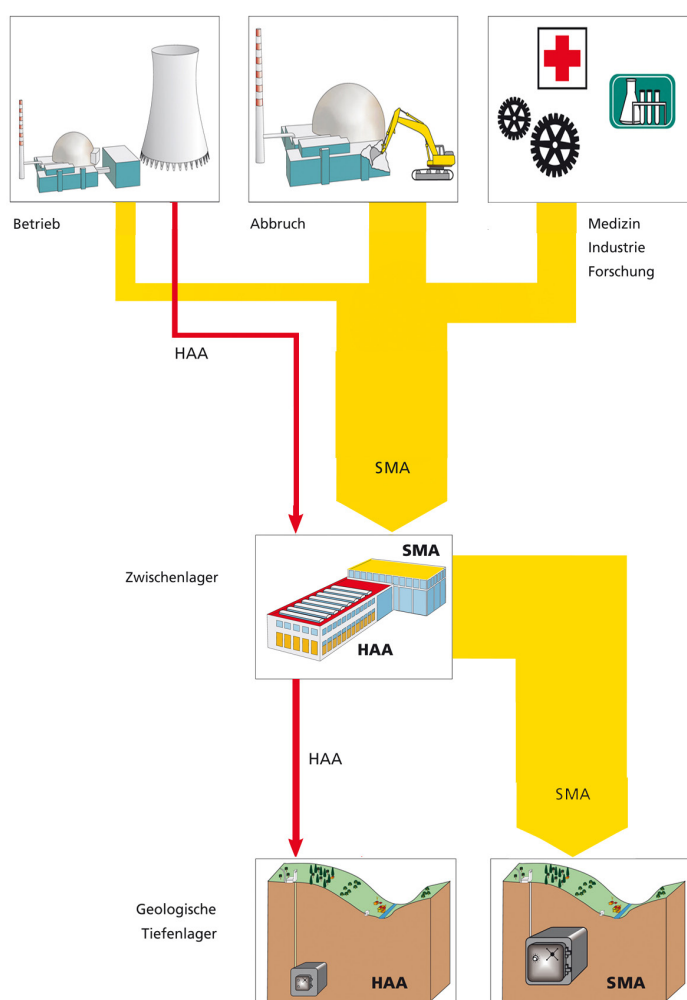 Betrieb
Abbruch
Medizin
Industrie
Forschung
HAA
SMA
Zwischenlager
SMA
HAA
HAA
SMA
Geologische
Tiefenlager
HAA
SMA